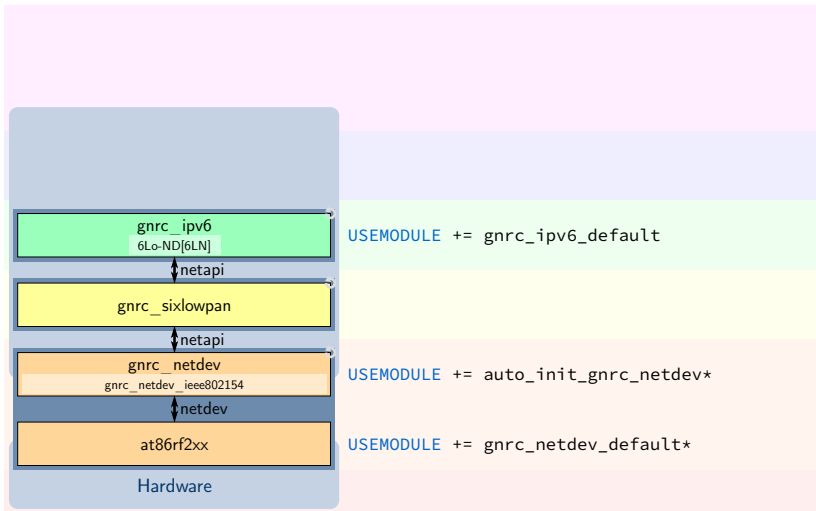 gnrc_ipv6
6Lo-ND[6LN]
USEMODULE += gnrc_ipv6_default
netapi
gnrc_sixlowpan
netapi
gnrc_netdev
gnrc_netdev_ieee802154
USEMODULE += auto_init_gnrc_netdev*
netdev
at86rf2xx
USEMODULE += gnrc_netdev_default*
Hardware